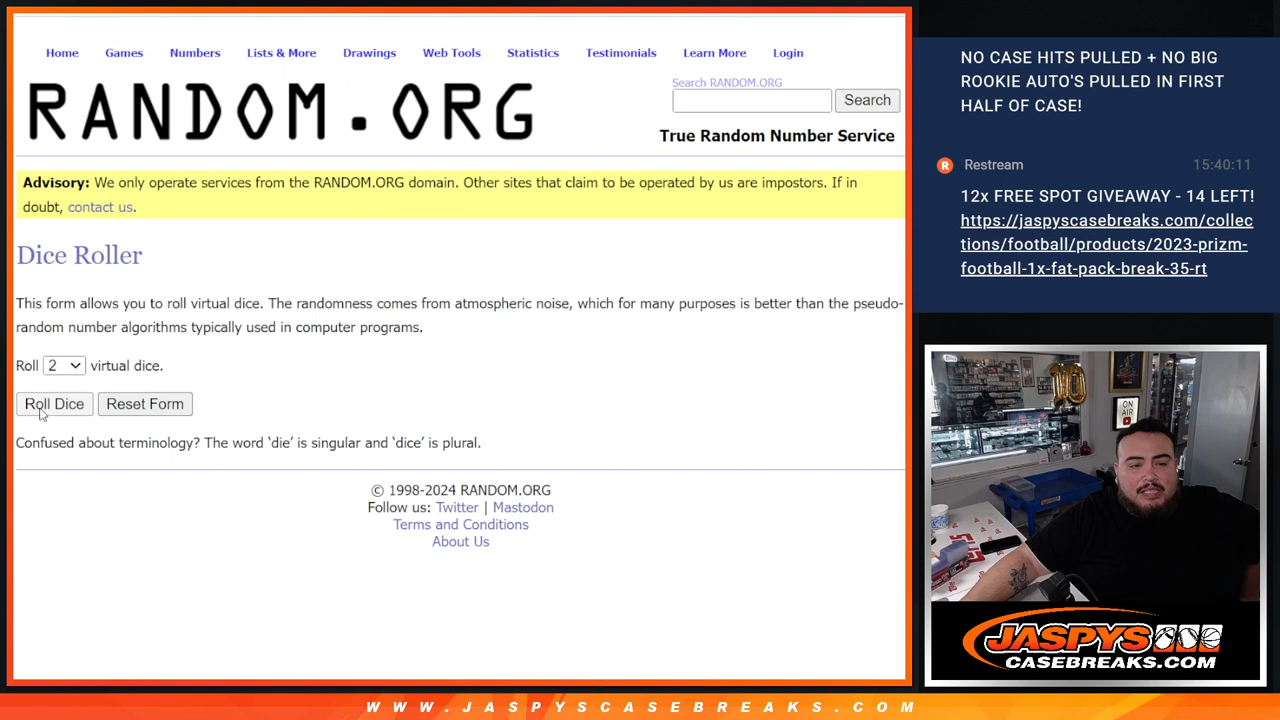 Home Games Numbers Lists & More Drawings Web Tools Statistics Testimonials Learn More Login
RANDOM.ORG
Search RANDOM.ORG
Search
True Random Number Service
Advisory: We only operate services from the RANDOM.ORG domain. Other sites that claim to be operated by us are impostors. If in
doubt, contact us.
Dice Roller
This form allows you to roll virtual dice. The randomness comes from atmospheric noise, which for many purposes is better than the pseudo-
random number algorithms typically used in computer programs.
Roll 2 virtual dice.
Roll Dice Reset Form
Confused about terminology? The word ‘die’ is singular and ‘dice’ is plural.
© 1998-2024 RANDOM.ORG
Follow us: Twitter | Mastodon
Terms and Conditions
About Us
NO CASE HITS PULLED + NO BIG
ROOKIE AUTO'S PULLED IN FIRST
HALF OF CASE!
R Restream 15:40:11
12x FREE SPOT GIVEAWAY - 14 LEFT!
https://jaspyscasebreaks.com/collec
tions/football/products/2023-prizm-
football-1x-fat-pack-break-35-rt
10
ON
AIR
JASPYS
CASEBREAKS.COM
WWW.JASPYSCASEBREAKS.COM